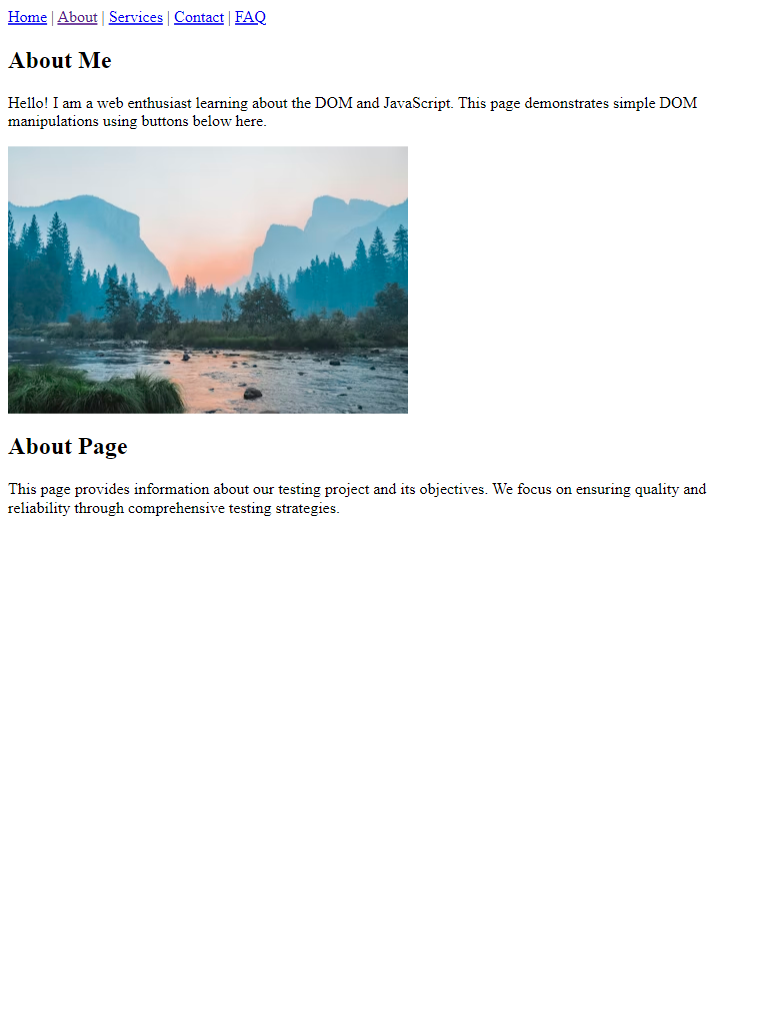 Home | About | Services | Contact | FAQ
About Me
Hello! I am a web enthusiast learning about the DOM and JavaScript. This page demonstrates simple DOM
manipulations using buttons below here.
About Page
This page provides information about our testing project and its objectives. We focus on ensuring quality and
reliability through comprehensive testing strategies.